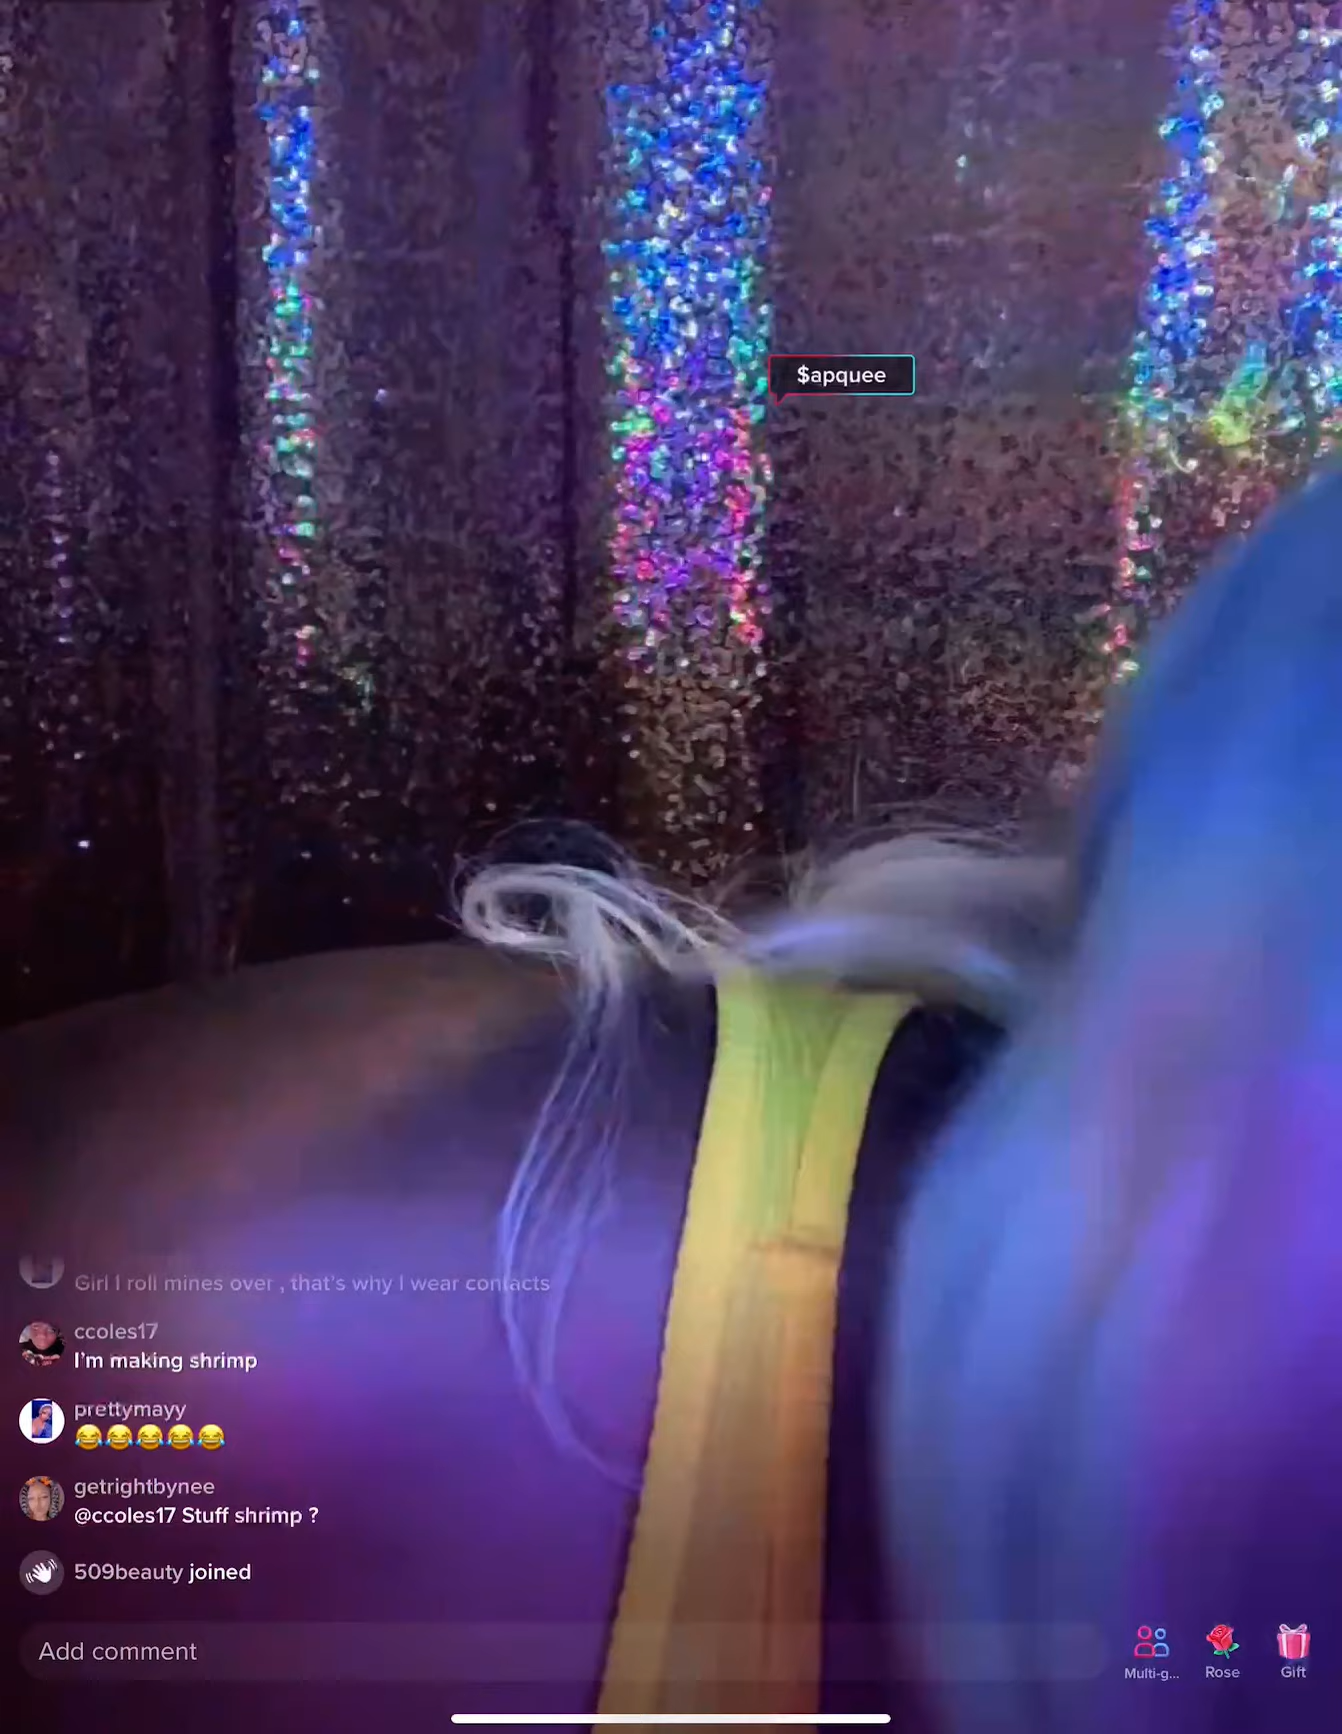 $apquee
Girl I roll mines over , that's why I wear contacts
ccoles17
I'm making shrimp
prettymayy
😂😂😂😂😂
getrightbynee
@ccoles17 Stuff shrimp ?
509beauty joined
Add comment
Multi-g...
Rose
Gift